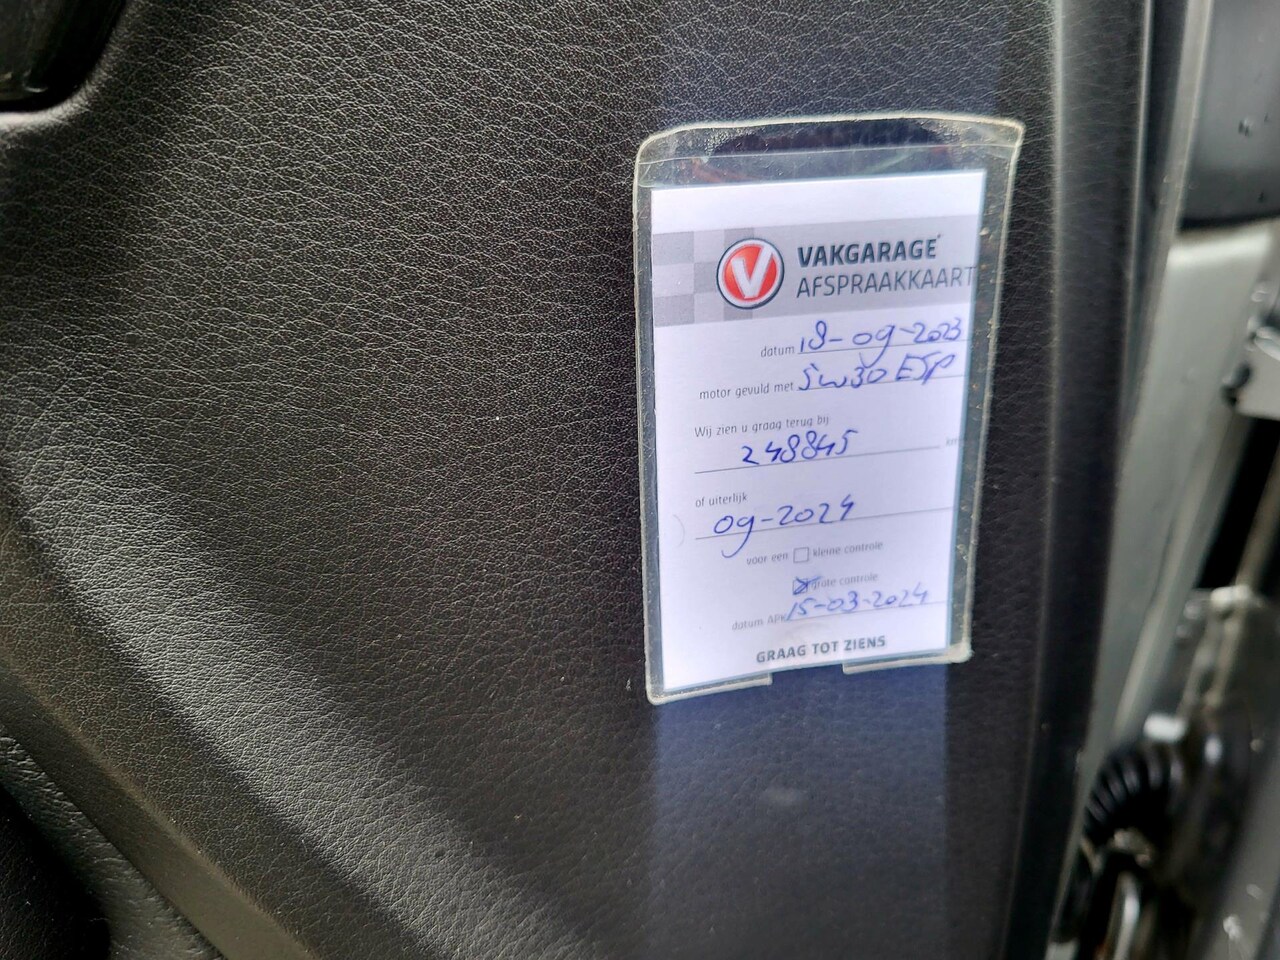 V
VAKGARAGE
AFSPRAAKKAART
datum 18-09-2023
motor gevuld met 5W30 ESP
Wij zien u graag terug bij
248845 km
of uiterlijk
09-2024
voor een kleine controle
grote controle
datum APK 15-03-2024
GRAAG TOT ZIENS